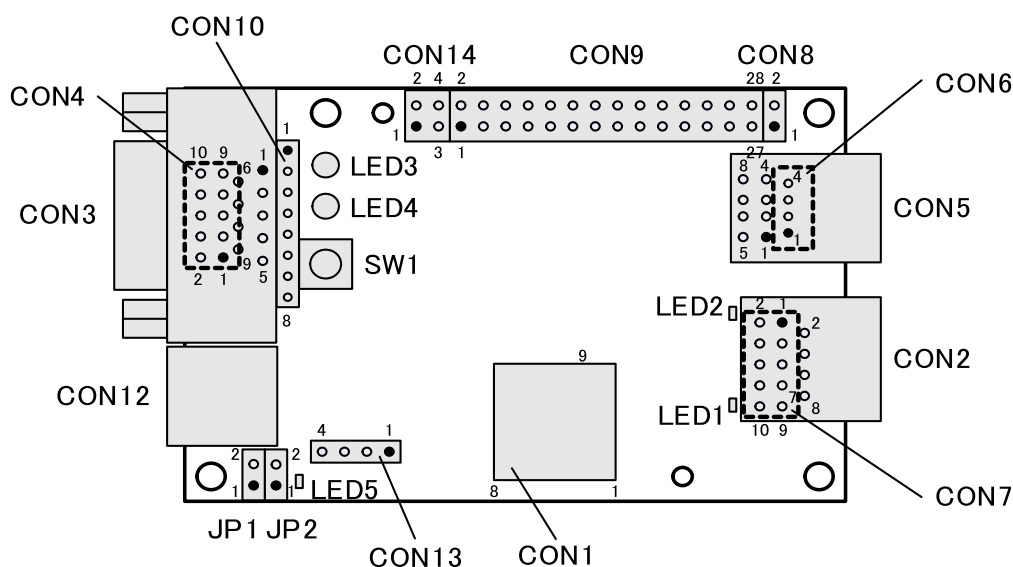 CON10
CON14
CON9
CON8
CON6
CON4
2 4 2 28 2
1 1
3 1
1
27
10 9 6 1
LED3
8 4 4
CON3
LED4
CON5
SW1
5 1 1
2 1 9 5
8
LED2
2 1
2
CON2
9
CON12
LED1
7
8
10 9
4 1
2 2
1 1
LED5
8 1
CON7
JP1 JP2
CON13
CON1